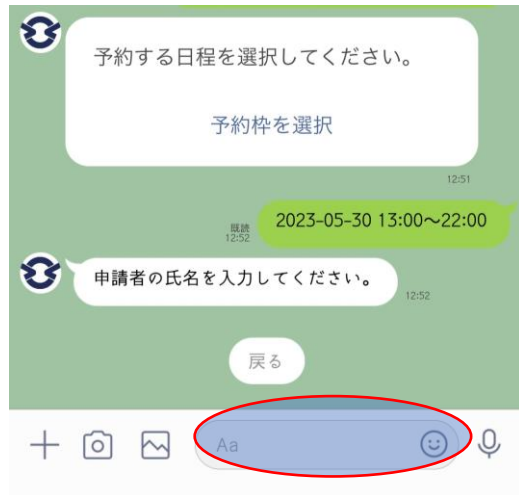 予約する日程を選択してください。
予約枠を選択
12:51
2023-05-30 13:00~22:00
既読
12:52
申請者の氏名を入力してください。
12:52
戻る
Aa